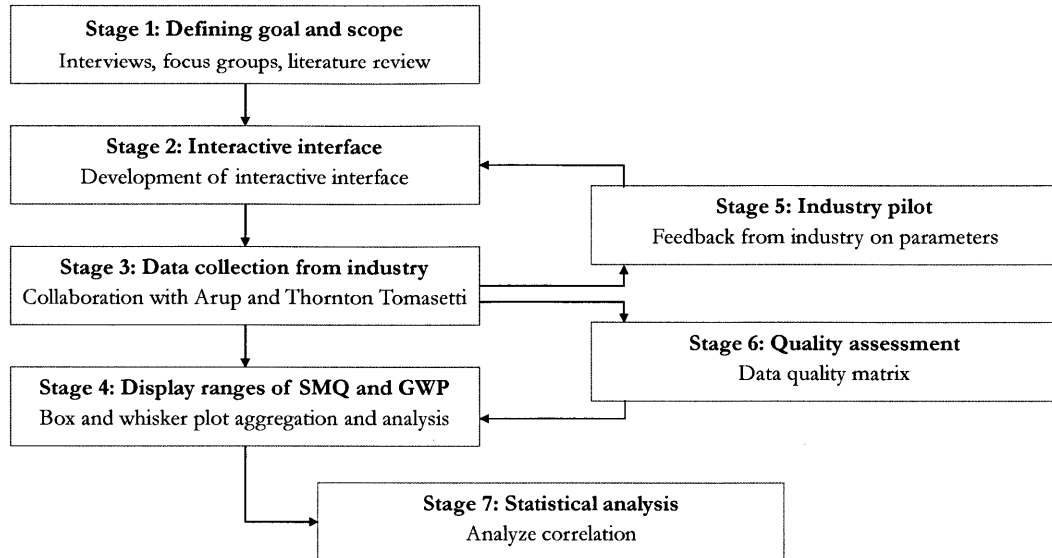 Stage 1: Defining goal and scope
Interviews, focus groups, literature review
Stage 2: Interactive interface
Development of interactive interface
Stage 3: Data collection from industry
Collaboration with Arup and Thornton Tomasetti
Stage 4: Display ranges of SMQ and GWP
Box and whisker plot aggregation and analysis
Stage 5: Industry pilot
Feedback from industry on parameters
Stage 6: Quality assessment
Data quality matrix
Stage 7: Statistical analysis
Analyze correlation